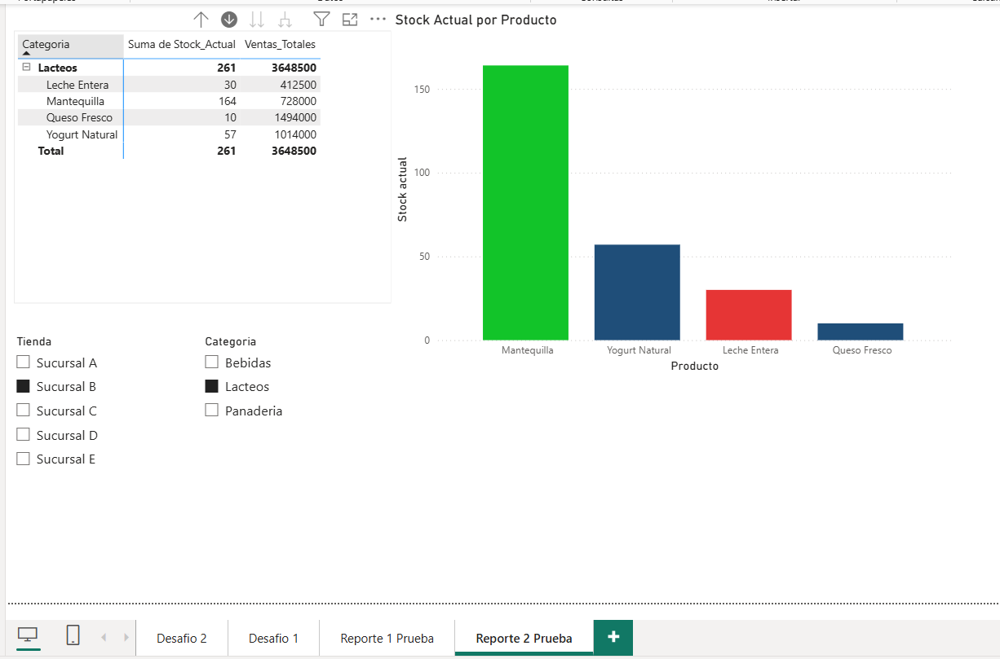 Stock Actual por Producto
Categoria Suma de Stock_Actual Ventas_Totales
Lacteos 261 3648500
Leche Entera 30 412500
Mantequilla 164 728000
Queso Fresco 10 1494000
Yogurt Natural 57 1014000
Total 261 3648500
Stock actual
150
100
50
0
Mantequilla Yogurt Natural Leche Entera Queso Fresco
Producto
Tienda
Sucursal A
Sucursal B
Sucursal C
Sucursal D
Sucursal E
Categoria
Bebidas
Lacteos
Panaderia
Desafio 2 Desafio 1 Reporte 1 Prueba Reporte 2 Prueba